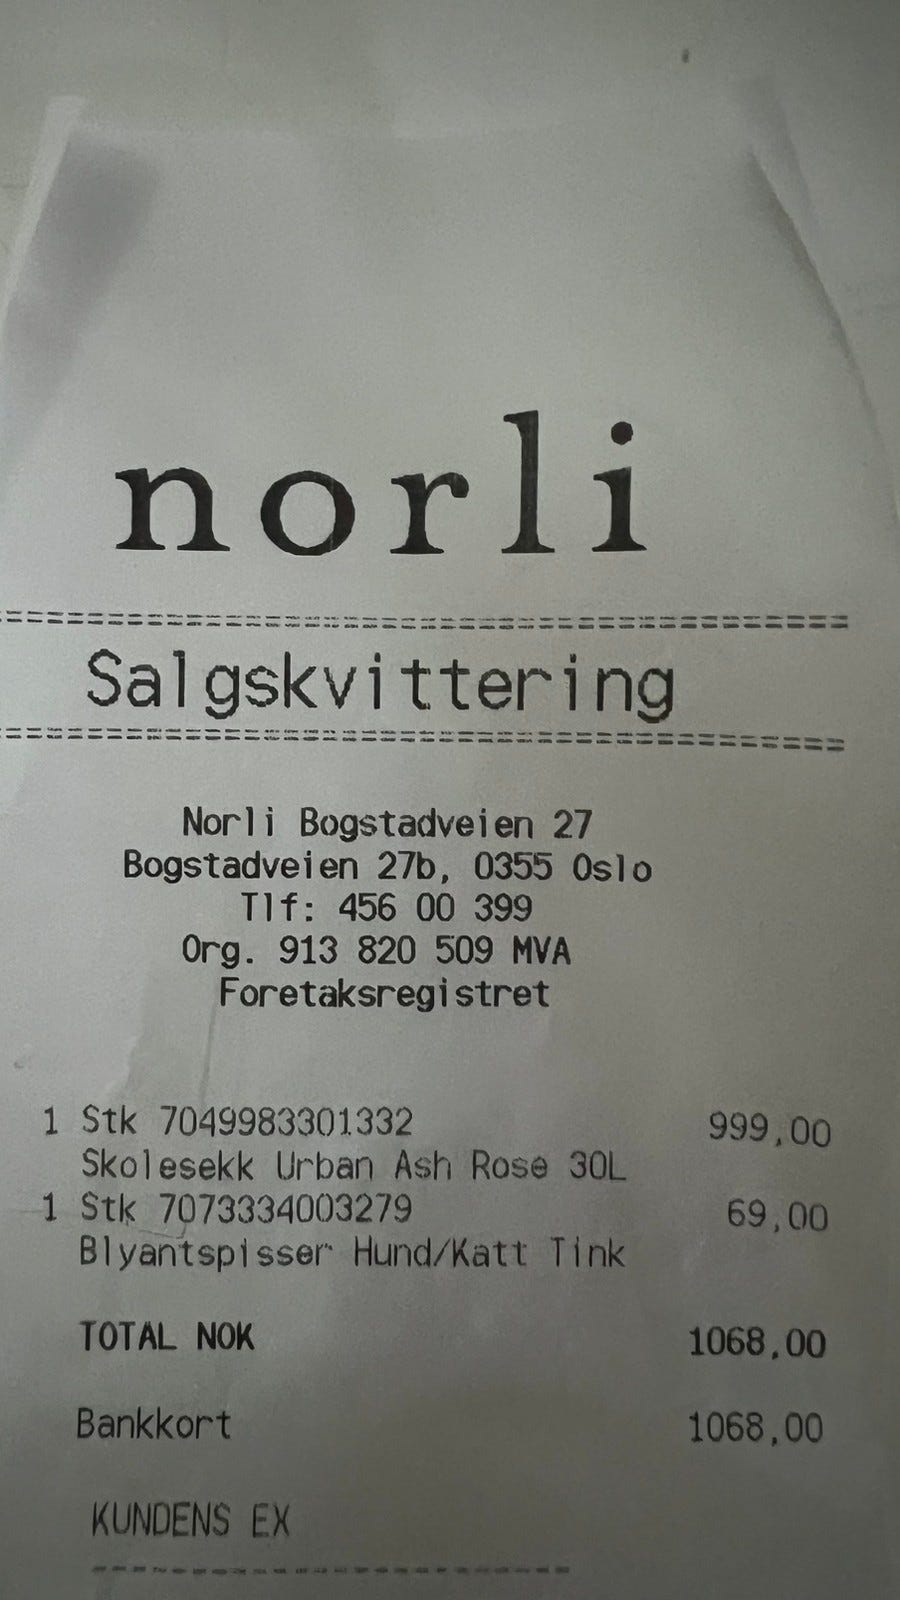 norli
Salgskvittering
Norli Bogstadveien 27
Bogstadveien 27b, 0355 Oslo
Tlf: 456 00 399
Org. 913 820 509 MVA
Foretaksregistret
1 Stk 7049983301332 999,00
Skolesekk Urban Ash Rose 30L
1 Stk 7073334003279 69,00
Blyantspisser Hund/Katt Tink
TOTAL NOK 1068,00
Bankkort 1068,00
KUNDENS EX